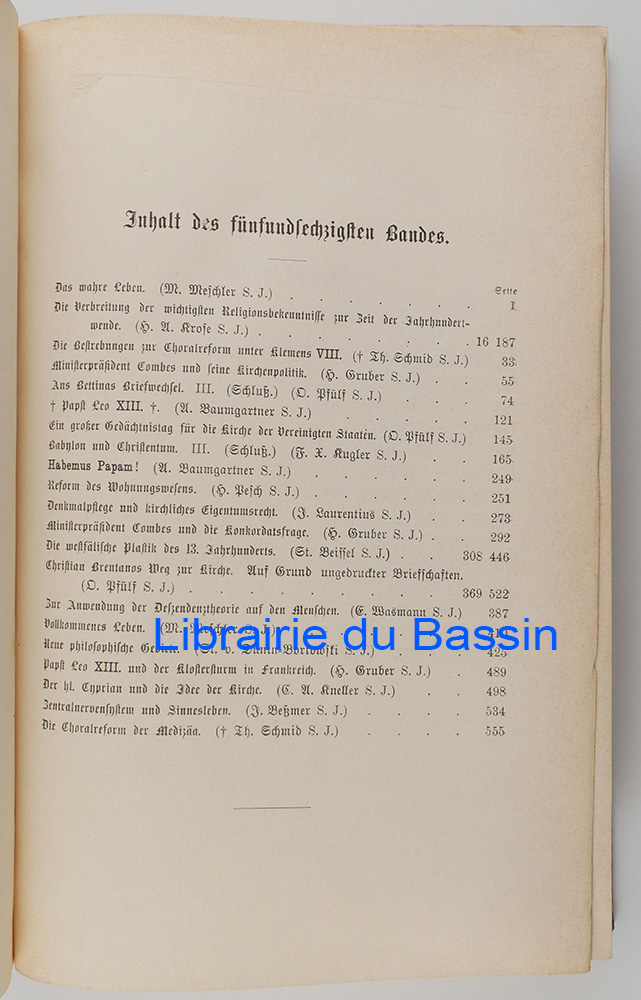 Inhalt des fünfundsechzigsten Bandes.
Seite
Das wahre Leben. (M. Meschler S. J.) . . . . . . . 1
Die Verbreitung der wichtigsten Religionsbekenntnisse zur Zeit der Jahrhundert-
wende. (H. A. Krose S. J.) . . . . . . . . 16 187
Die Bestrebungen zur Choralreform unter Klemens VIII. († Th. Schmid S. J.) 33
Ministerpräsident Combes und seine Kirchenpolitik. (H. Gruber S. J.) . . 55
Aus Bettinas Briefwechsel. III. (Schluß.) (O. Pfülf S. J.) . . . 74
† Papst Leo XIII. †. (A. Baumgartner S. J.) . . . . . 121
Ein großer Gedächtnistag für die Kirche der Vereinigten Staaten. (O. Pfülf S. J.) 145
Babylon und Christentum. III. (Schluß.) (F. X. Kugler S. J.) . . 165
Habemus Papam! (A. Baumgartner S. J.) . . . . . 249
Reform des Wohnungswesens. (H. Pesch S. J.) . . . . . 251
Denkmalpflege und kirchliches Eigentumsrecht. (J. Laurentius S. J.) . . 273
Ministerpräsident Combes und die Konkordatsfrage. (H. Gruber S. J.) . . 292
Die westfälische Plastik des 13. Jahrhunderts. (St. Beissel S. J.) . . 308 446
Christian Brentanos Weg zur Kirche. Auf Grund ungedruckter Briefschaften.
(O. Pfülf S. J.) . . . . . . . . . 369 522
Zur Anwendung der Deszendenztheorie auf den Menschen. (E. Wasmann S. J.) 387
Vollkommenes Leben. (M. Meschler S. J.)
Librairie du Bassin
Neue philosophische S. J.) . . . 425
Papst Leo XIII. und der Klostersturm in Frankreich. (H. Gruber S. J.) . 489
Der hl. Cyprian und die Idee der Kirche. (C. A. Kneller S. J.) . . 498
Zentralnervensystem und Sinnesleben. (J. Beßmer S. J.) . . . . 534
Die Choralreform der Medizäa. († Th. Schmid S. J.) . . . . 555